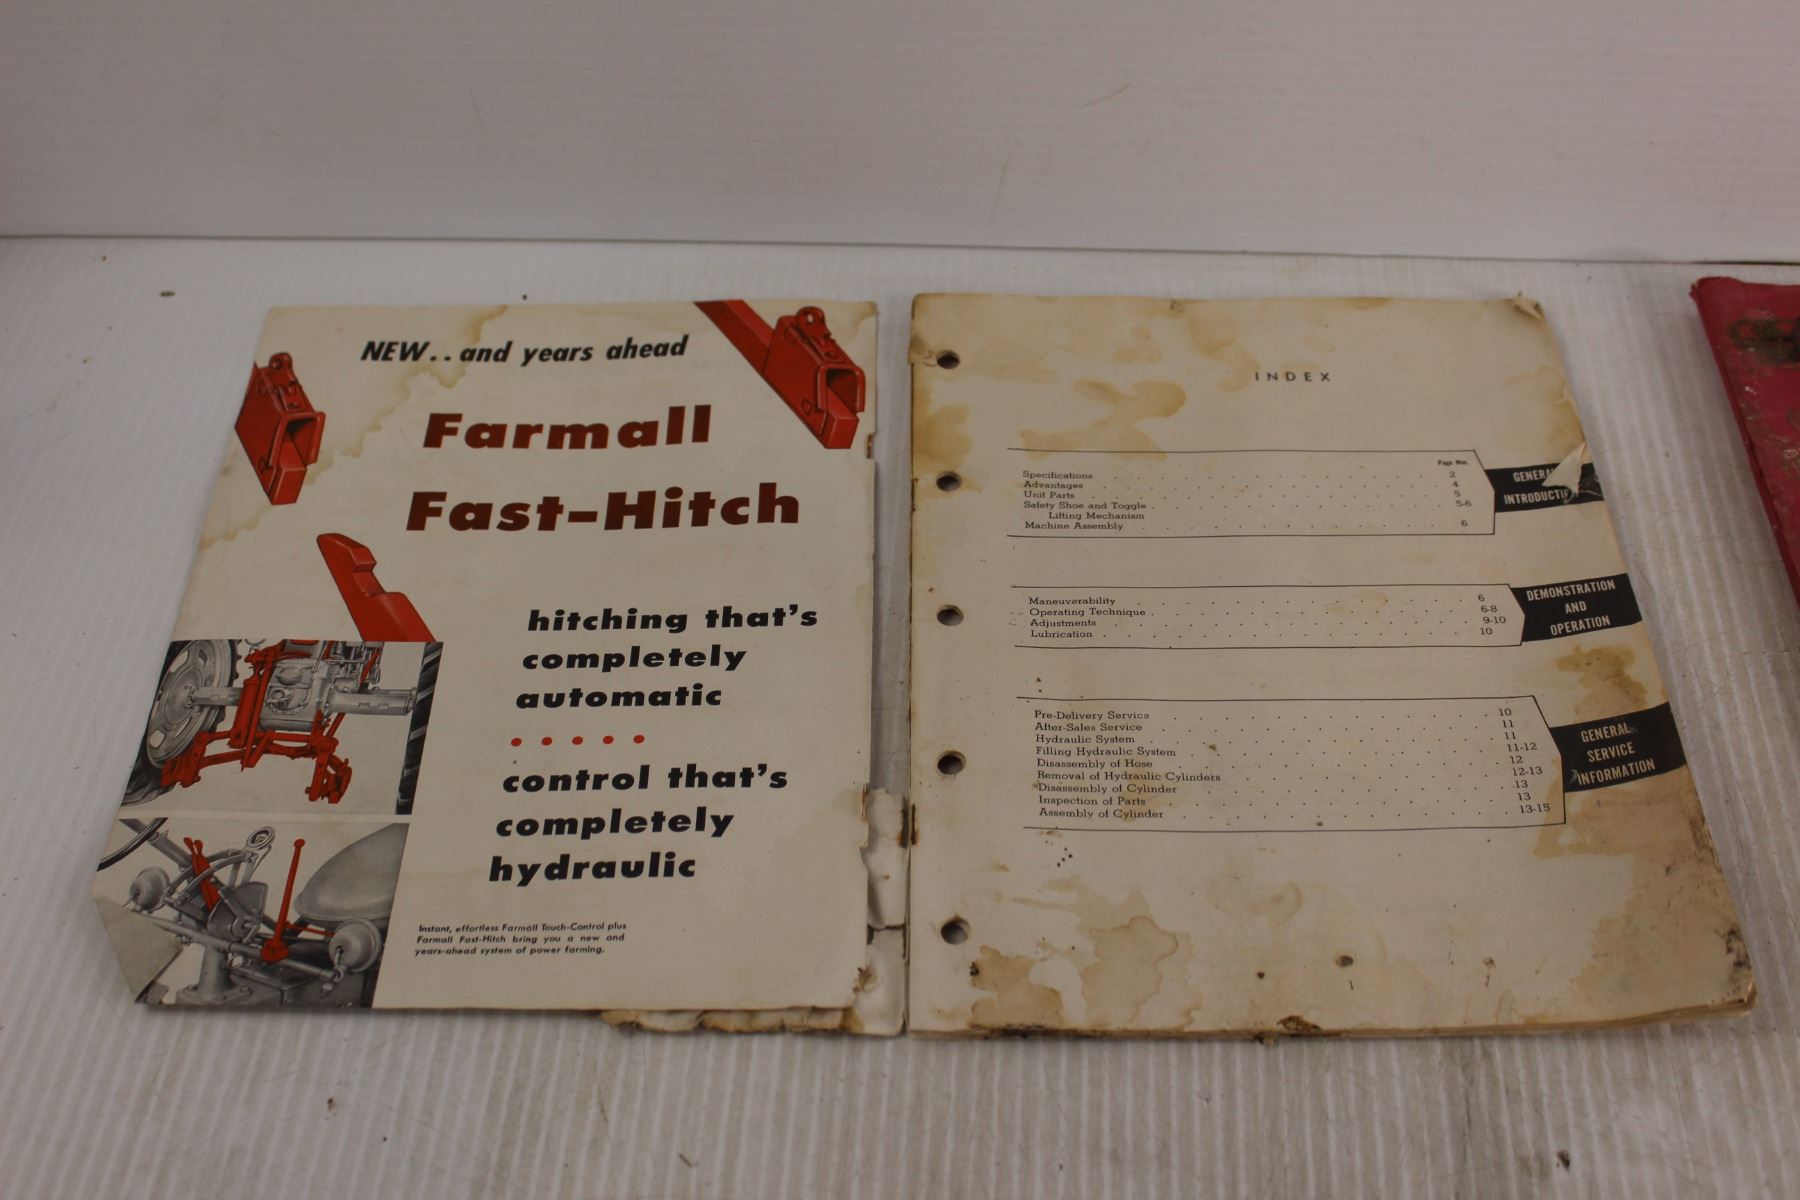 NEW.. and years ahead
Farmall
Fast-Hitch
hitching that's
completely
automatic
control that's
completely
hydraulic
Instant, effortless Farmall Touch-Control plus
Farmall Fast-Hitch bring you a new and
years-ahead system of power farming.
INDEX
Page Nos.
Specifications 2
Advantages 4
Unit Parts 5
Safety Shoe and Toggle 5-6
Lifting Mechanism
Machine Assembly 6
GENERAL
INTRODUCTI
Maneuverability 6
Operating Technique 6-8
Adjustments 9-10
Lubrication 10
DEMONSTRATION
AND
OPERATION
Pre-Delivery Service 10
After-Sales Service 11
Hydraulic System 11
Filling Hydraulic System 11-12
Disassembly of Hose 12
Removal of Hydraulic Cylinders 12-13
Disassembly of Cylinder 13
Inspection of Parts 13
Assembly of Cylinder 13-15
GENERAL
SERVICE
INFORMATION
1